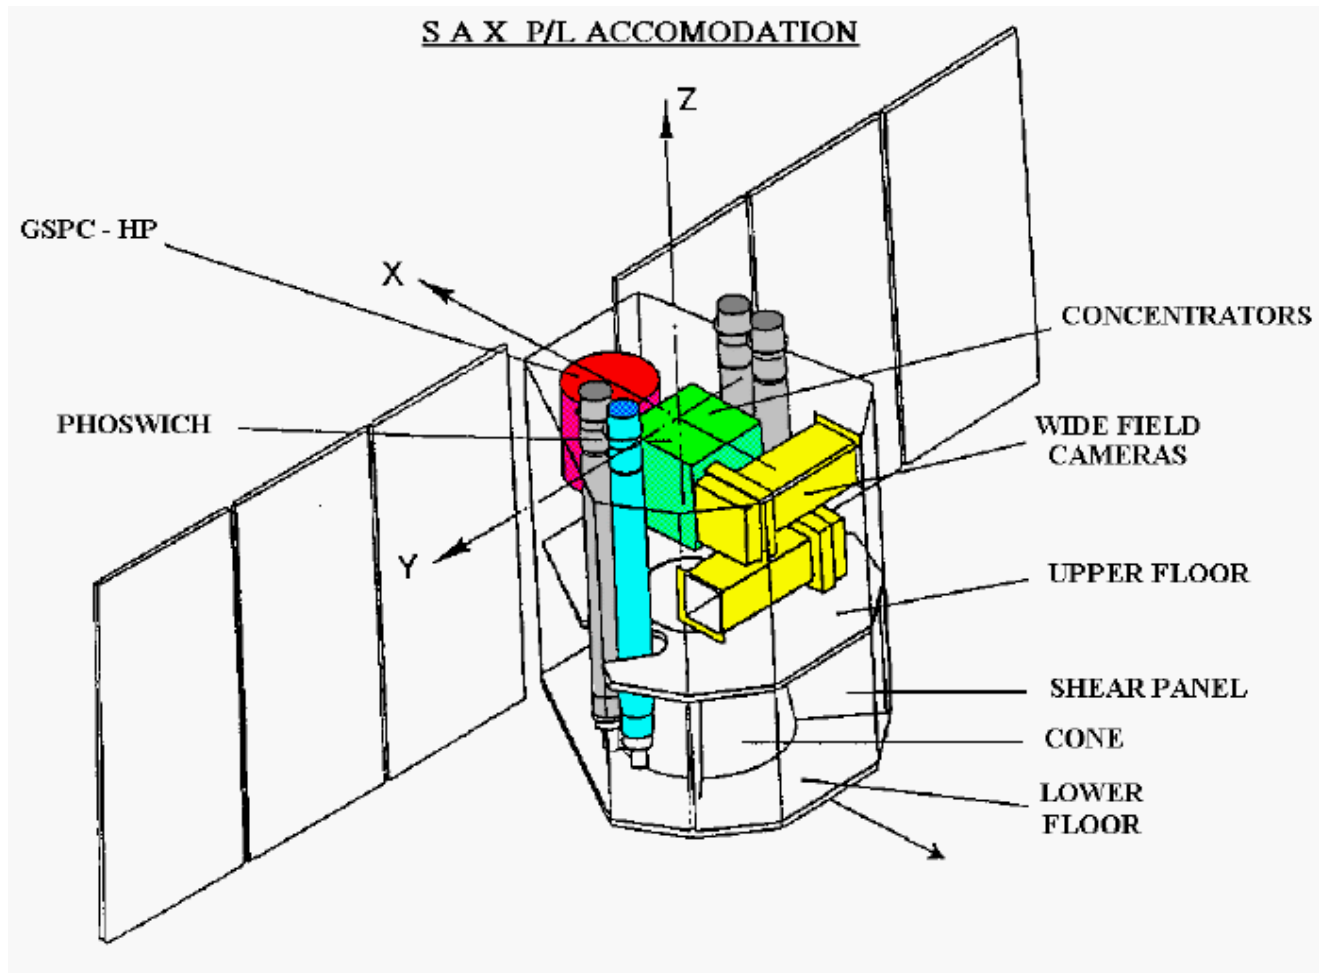 S A X P/L ACCOMODATION
Z
GSPC - HP
X
CONCENTRATORS
PHOSWICH
WIDE FIELD
CAMERAS
Y
UPPER FLOOR
SHEAR PANEL
CONE
LOWER
FLOOR